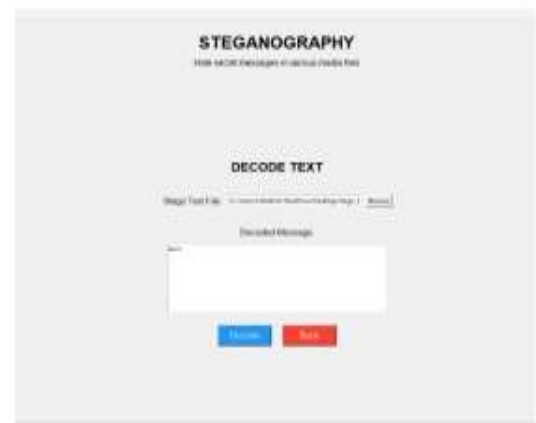 STEGANOGRAPHY
Hide secret messages in various media files
DECODE TEXT
Stego Text File: Browse
Decoded Message:
Decode Back